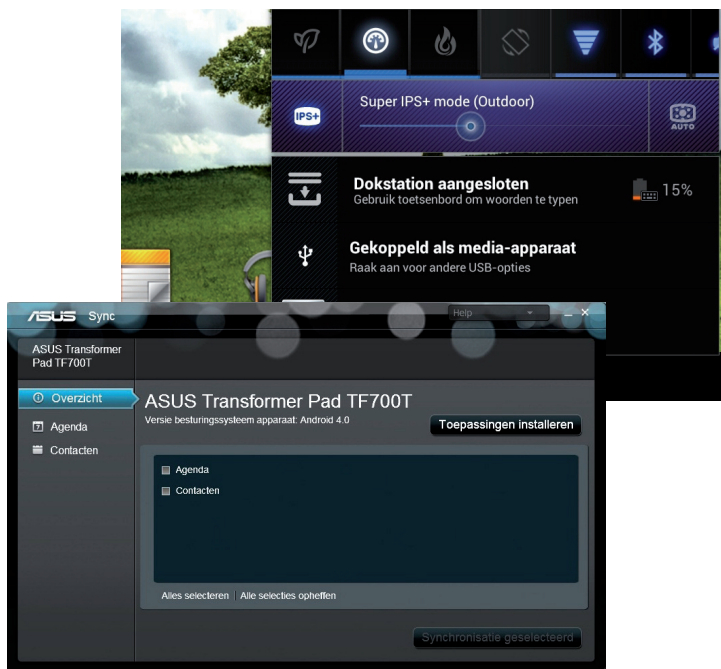 Super IPS+ mode (Outdoor)
IPS+
AUTO
Dokstation aangesloten
Gebruik toetsenbord om woorden te typen
15%
Gekoppeld als media-apparaat
Raak aan voor andere USB-opties
ASUS Sync
Help
ASUS Transformer
Pad TF700T
Overzicht
Agenda
Contacten
ASUS Transformer Pad TF700T
Versie besturingssysteem apparaat: Android 4.0
Toepassingen installeren
Agenda
Contacten
Alles selecteren | Alle selecties opheffen
Synchronisatie geselecteerd